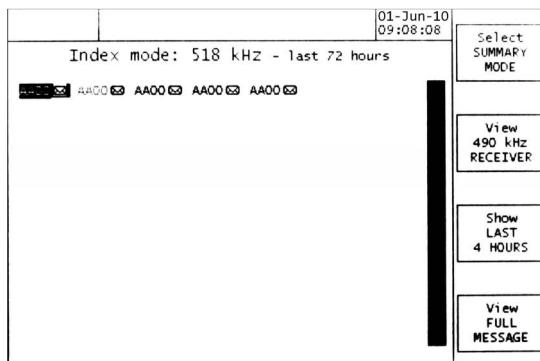 01-Jun-10
09:08:08
Index mode: 518 kHz - last 72 hours
AA00 AA00 AA00 AA00 AA00
Select
SUMMARY
MODE
View
490 kHz
RECEIVER
Show
LAST
4 HOURS
View
FULL
MESSAGE